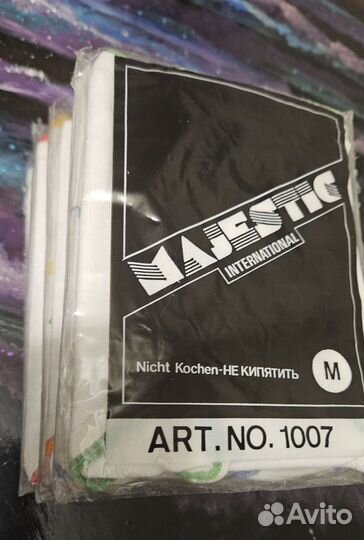 MAJESTIC
INTERNATIONAL
Nicht Kochen-НЕ КИПЯТИТЬ
M
ART.NO.1007
Avito